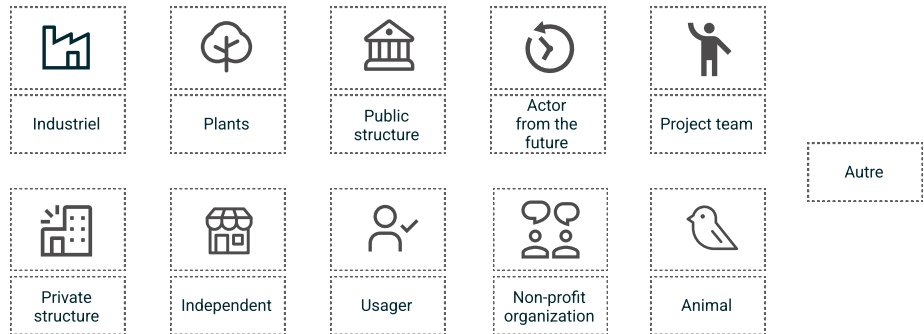 Industriel
Plants
Public
structure
Actor
from the
future
Project team
Autre
Private
structure
Independent
Usager
Non-profit
organization
Animal